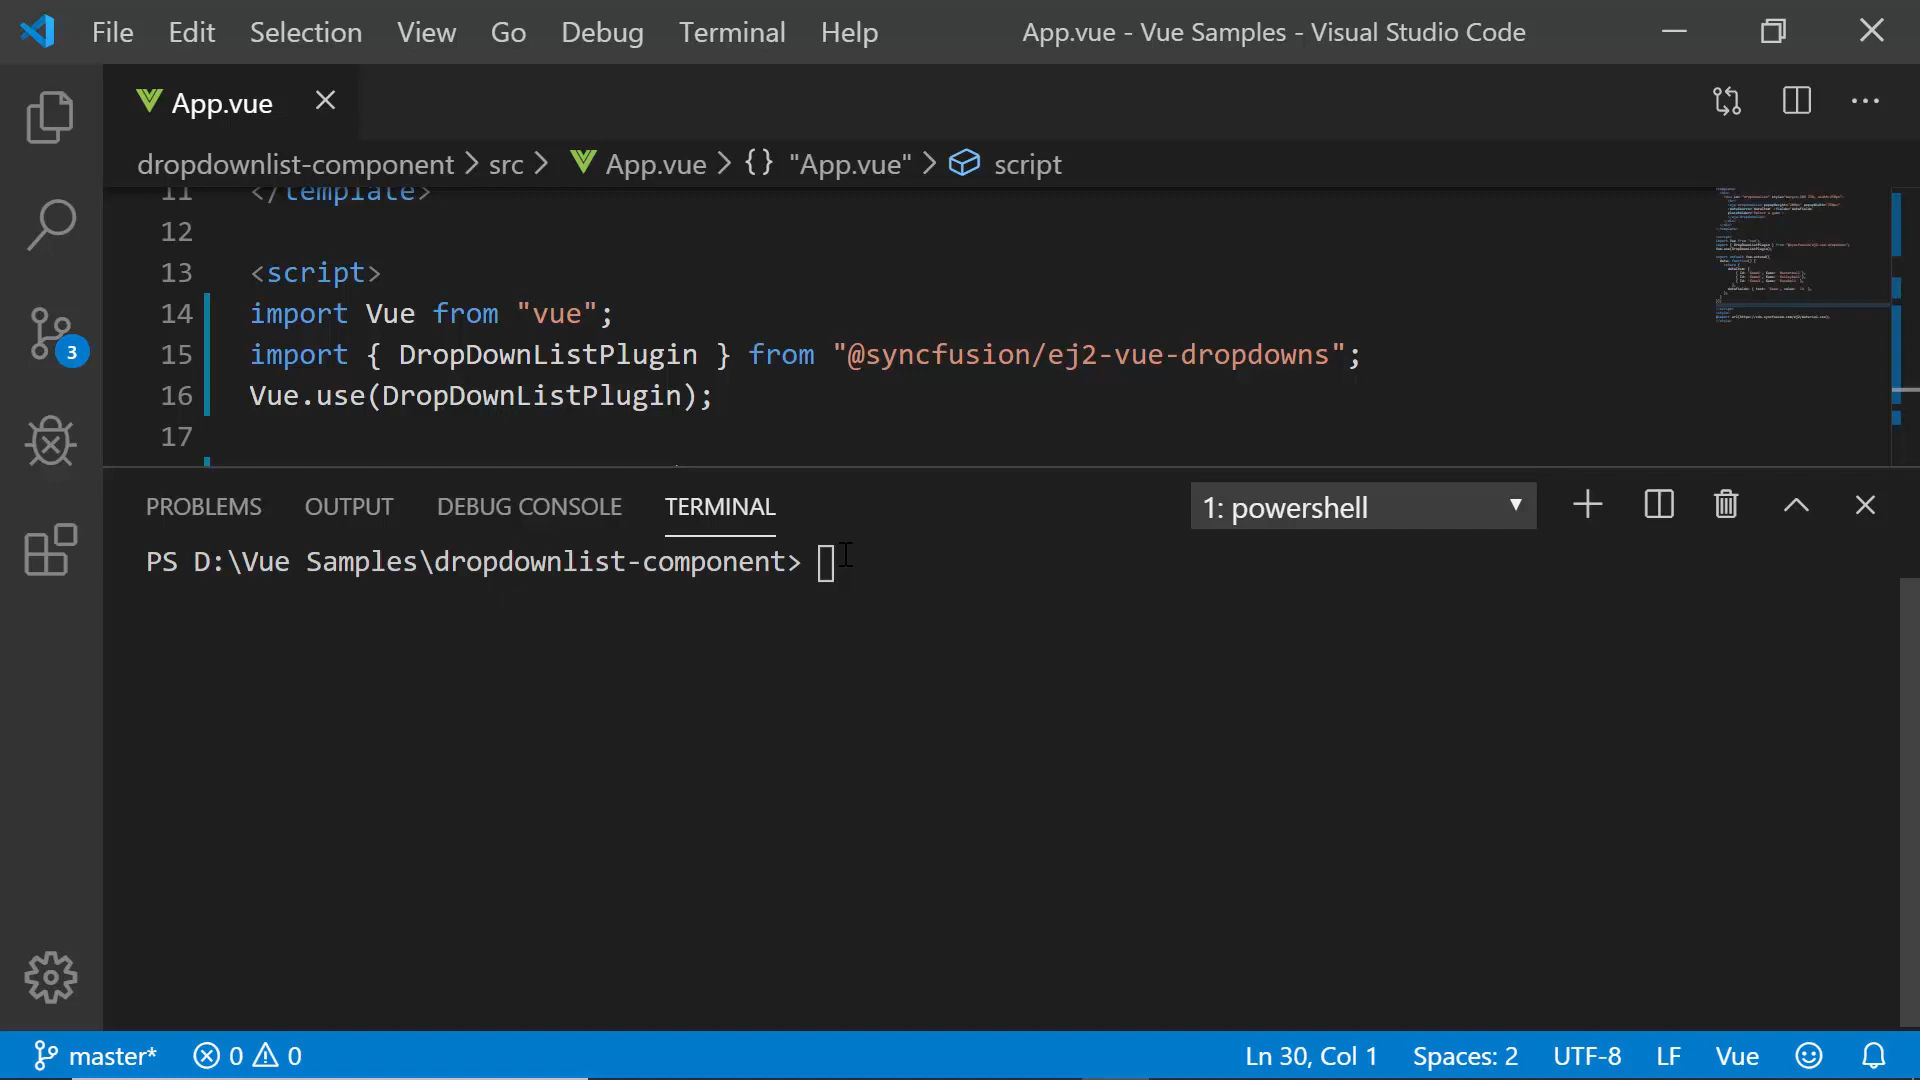 File Edit Selection View Go Debug Terminal Help App.vue - Vue Samples - Visual Studio Code
App.vue
dropdownlist-component > src > App.vue > {} "App.vue" > script
11 </template>
12
13 <script>
14 import Vue from "vue";
15 import { DropDownListPlugin } from "@syncfusion/ej2-vue-dropdowns";
16 Vue.use(DropDownListPlugin);
17
3
PROBLEMS OUTPUT DEBUG CONSOLE TERMINAL 1: powershell
PS D:\Vue Samples\dropdownlist-component>
master* 0 0 Ln 30, Col 1 Spaces: 2 UTF-8 LF Vue